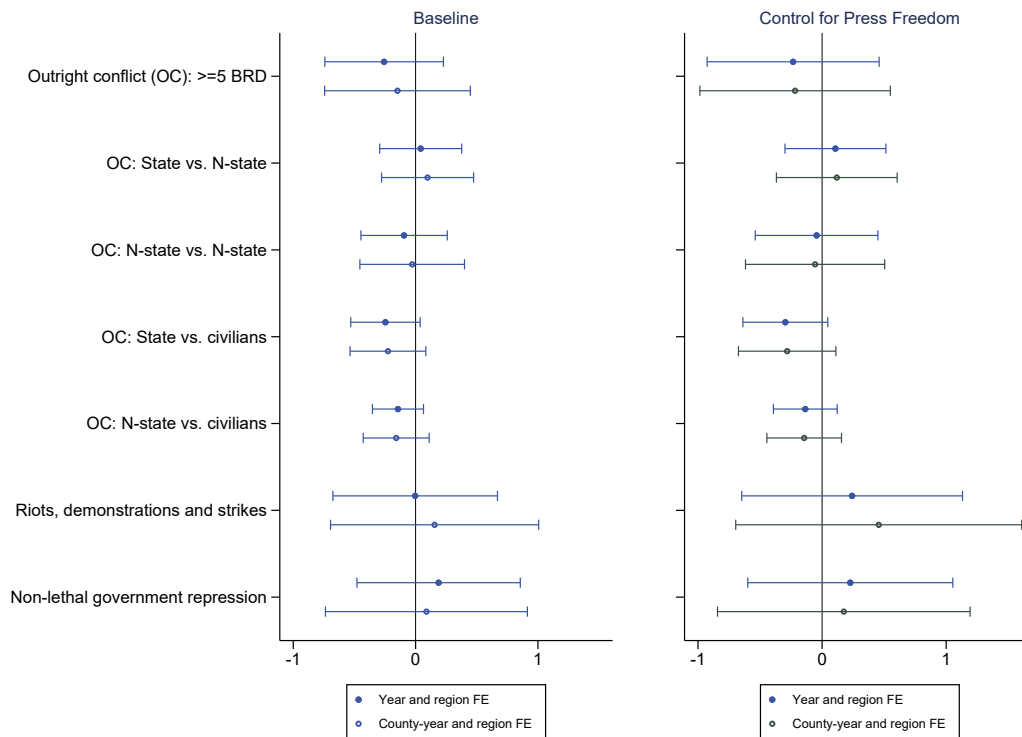 Baseline
Control for Press Freedom
Outright conflict (OC): >=5 BRD
OC: State vs. N-state
OC: N-state vs. N-state
OC: State vs. civilians
OC: N-state vs. civilians
Riots, demonstrations and strikes
Non-lethal government repression
-1 0 1
-1 0 1
Year and region FE
County-year and region FE
Year and region FE
County-year and region FE